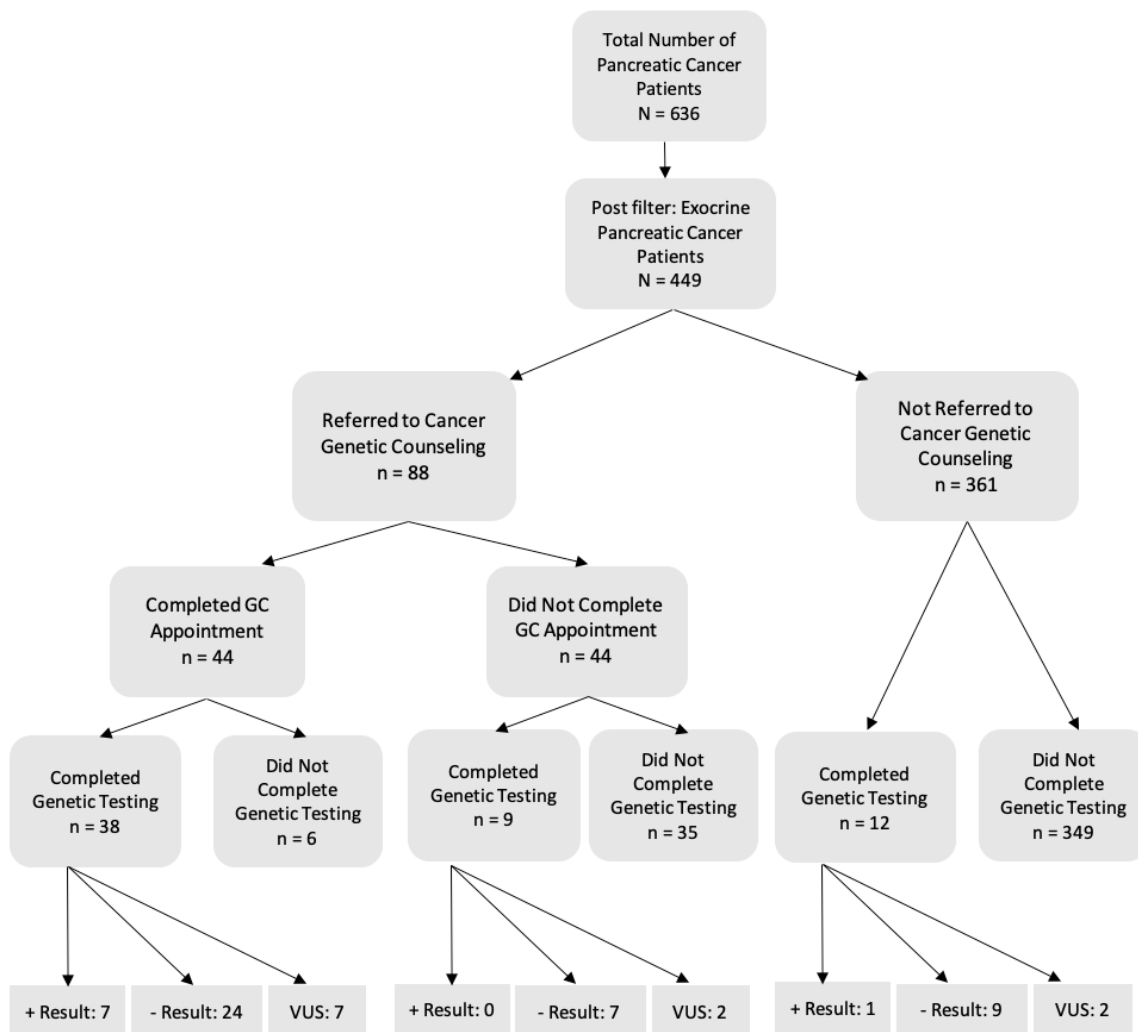 Total Number of
Pancreatic Cancer
Patients
N = 636
Post filter: Exocrine
Pancreatic Cancer
Patients
N = 449
Referred to Cancer
Genetic Counseling
n = 88
Not Referred to
Cancer Genetic
Counseling
n = 361
Completed GC
Appointment
n = 44
Did Not Complete
GC Appointment
n = 44
Completed
Genetic Testing
n = 38
Did Not
Complete
Genetic Testing
n = 6
Completed
Genetic Testing
n = 9
Did Not
Complete
Genetic Testing
n = 35
Completed
Genetic Testing
n = 12
Did Not
Complete
Genetic Testing
n = 349
+ Result: 7
- Result: 24
VUS: 7
+ Result: 0
- Result: 7
VUS: 2
+ Result: 1
- Result: 9
VUS: 2